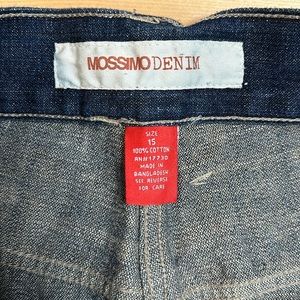 MOSSIMO DENIM
SIZE
15
100% COTTON
RN#17730
MADE IN
BANGLADESH
SEE REVERSE
FOR CARE